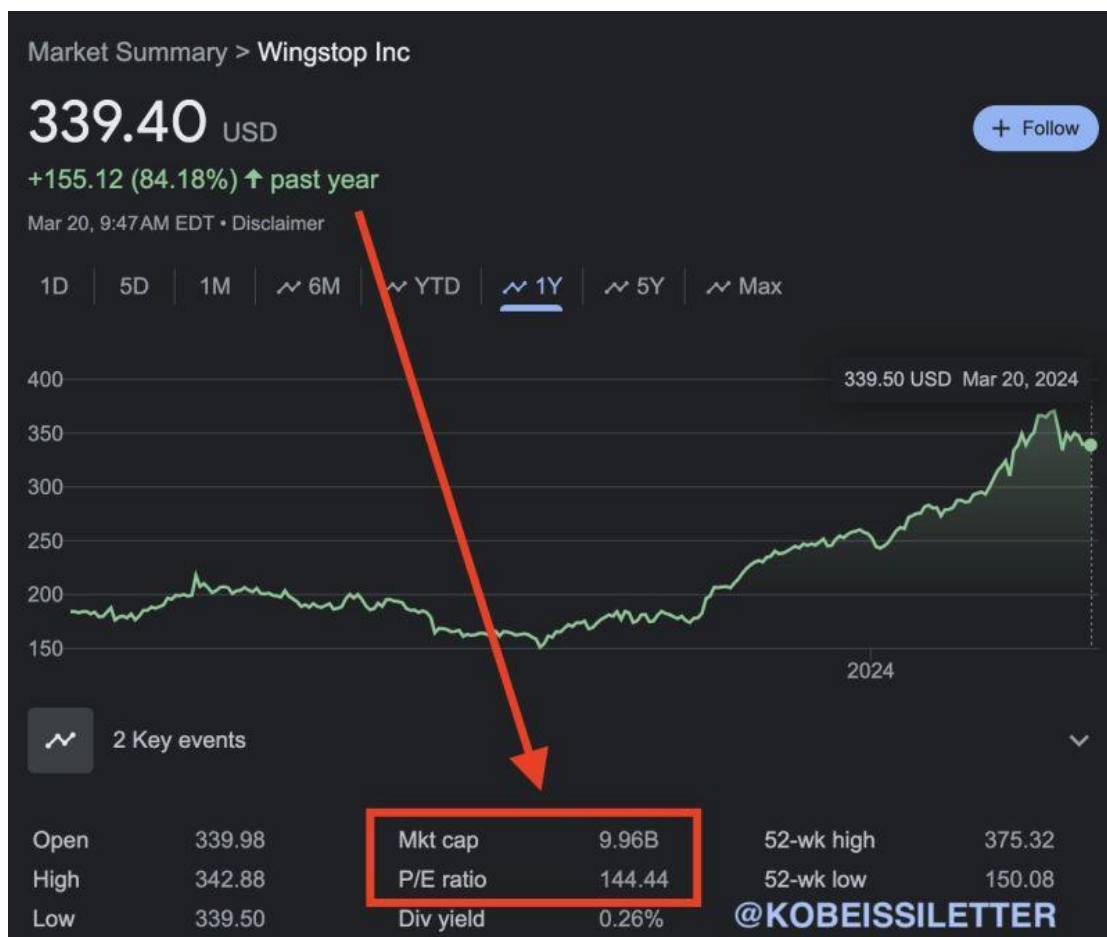 Market Summary > Wingstop Inc
339.40 USD
+ Follow
+155.12 (84.18%) ↑ past year
Mar 20, 9:47 AM EDT • Disclaimer
1D 5D 1M 6M YTD 1Y 5Y Max
339.50 USD Mar 20, 2024
400
350
300
250
200
150
2024
2 Key events
Open 339.98 Mkt cap 9.96B 52-wk high 375.32
High 342.88 P/E ratio 144.44 52-wk low 150.08
Low 339.50 Div yield 0.26% @KOBEISSILETTER